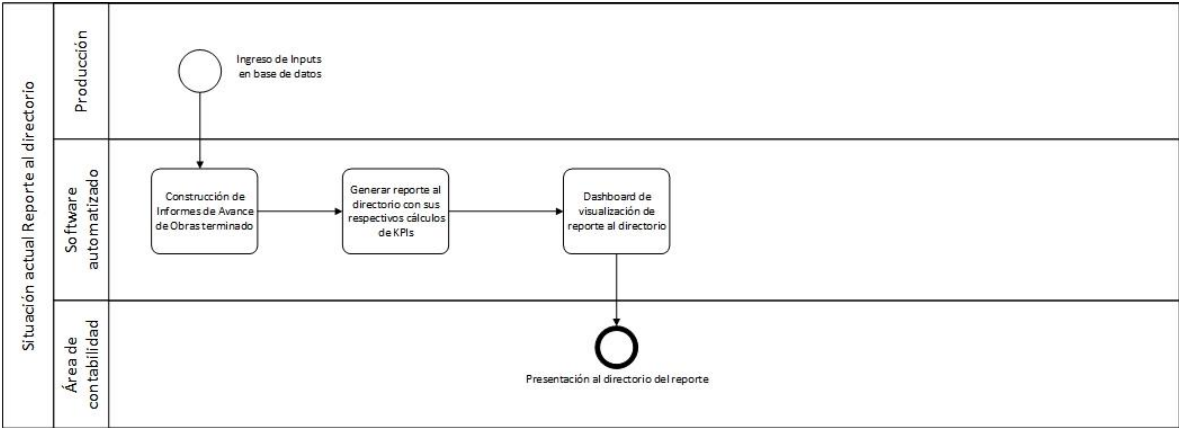 Situación actual Reporte al directorio
Producción
Ingreso de Inputs
en base de datos
Software
automatizado
Construcción de
Informes de Avance
de Obras terminado
Generar reporte al
directorio con sus
respectivos cálculos
de KPIs
Dashboard de
visualización de
reporte al directorio
Área de
contabilidad
Presentación al directorio del reporte